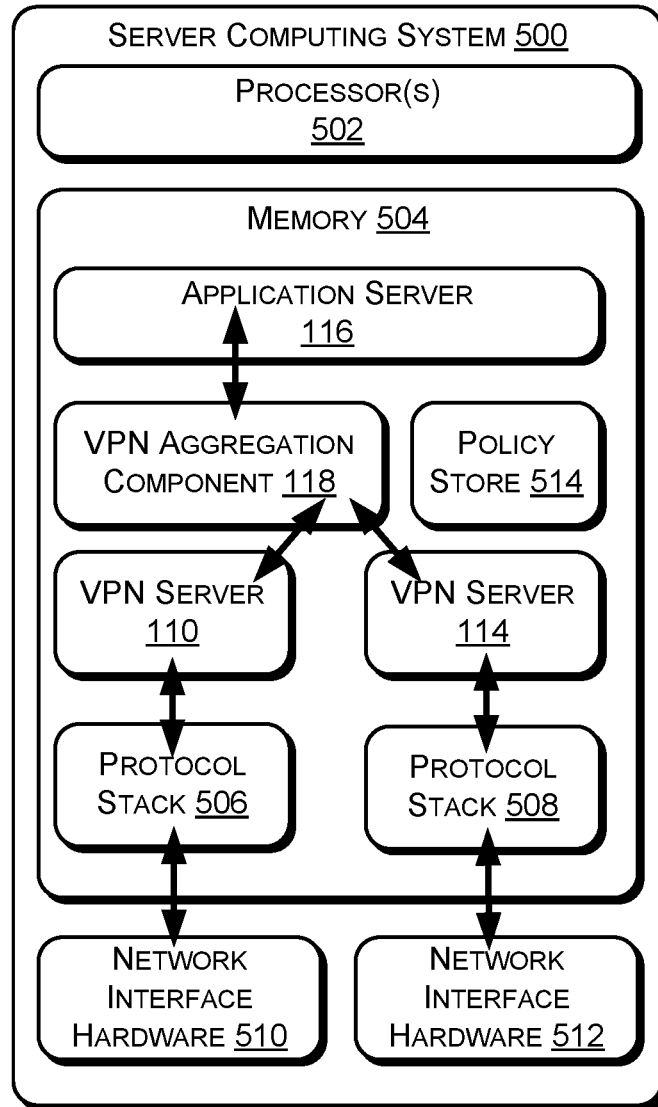 SERVER COMPUTING SYSTEM 500
PROCESSOR(S)
502
MEMORY 504
APPLICATION SERVER
116
VPN AGGREGATION
COMPONENT 118
POLICY
STORE 514
VPN SERVER
110
VPN SERVER
114
PROTOCOL
STACK 506
PROTOCOL
STACK 508
NETWORK
INTERFACE
HARDWARE 510
NETWORK
INTERFACE
HARDWARE 512